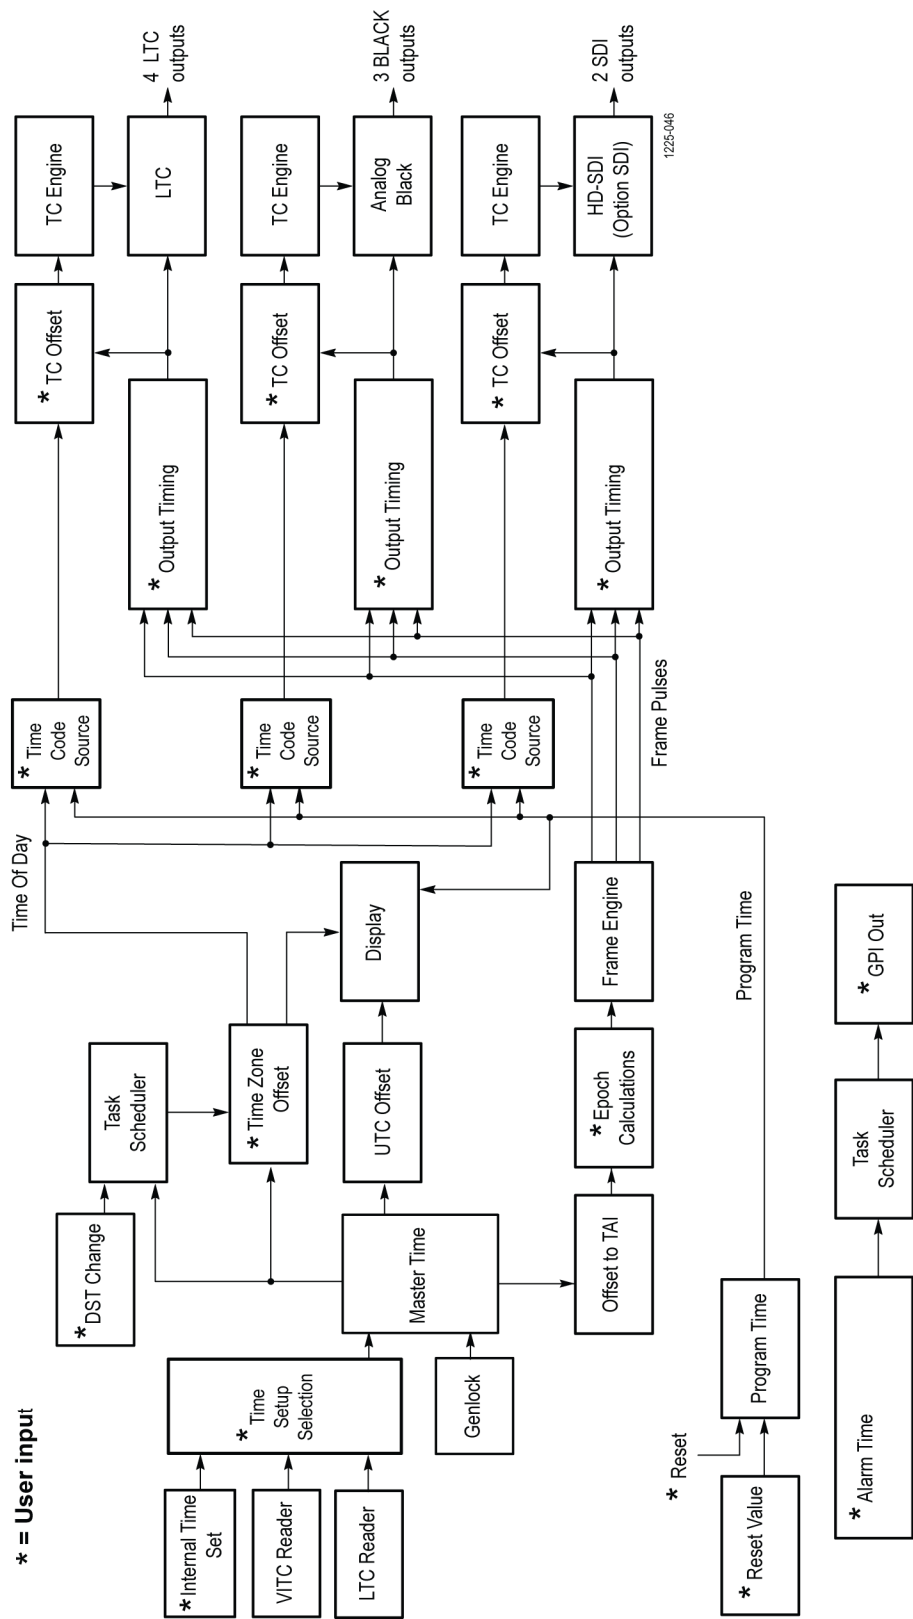 * = User input
* Internal Time
Set
VITC Reader
LTC Reader
* Time
Setup
Selection
Genlock
* DST Change
Task
Scheduler
* Time Zone
Offset
Master Time
UTC Offset
Display
Offset to TAI
* Epoch
Calculations
Frame Engine
Time Of Day
* Time
Code
Source
* TC Offset
TC Engine
* Output Timing
LTC
4 LTC
outputs
* Time
Code
Source
* TC Offset
TC Engine
* Output Timing
Analog
Black
3 BLACK
outputs
* Time
Code
Source
* TC Offset
TC Engine
* Output Timing
HD-SDI
(Option SDI)
2 SDI
outputs
Frame Pulses
1225-046
* Reset
* Reset Value
Program Time
Program Time
* Alarm Time
Task
Scheduler
* GPI Out